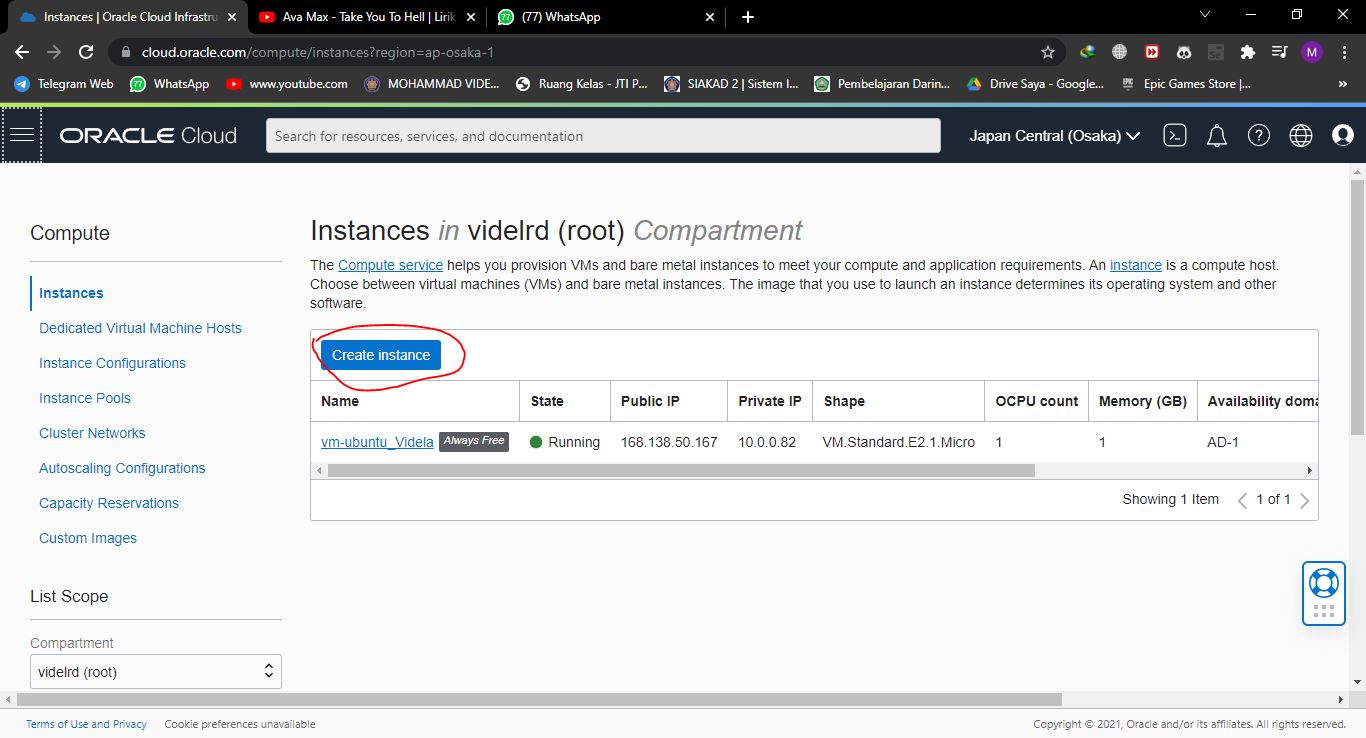 Instances | Oracle Cloud Infrastru
Ava Max - Take You To Hell | Lirik
(77) WhatsApp
cloud.oracle.com/compute/instances?region=ap-osaka-1
M
Telegram Web
WhatsApp
www.youtube.com
MOHAMMAD VIDE...
Ruang Kelas - JTI P...
SIAKAD 2 | Sistem I...
Pembelajaran Darin...
Drive Saya - Google...
Epic Games Store |...
ORACLE Cloud
Search for resources, services, and documentation
Japan Central (Osaka)
Compute
Instances
Dedicated Virtual Machine Hosts
Instance Configurations
Instance Pools
Cluster Networks
Autoscaling Configurations
Capacity Reservations
Custom Images
List Scope
Compartment
videlrd (root)
Instances in videlrd (root) Compartment
The Compute service helps you provision VMs and bare metal instances to meet your compute and application requirements. An instance is a compute host.
Choose between virtual machines (VMs) and bare metal instances. The image that you use to launch an instance determines its operating system and other
software.
Create instance
Name State Public IP Private IP Shape OCPU count Memory (GB) Availability doma
vm-ubuntu_Videla Always Free Running 168.138.50.167 10.0.0.82 VM.Standard.E2.1.Micro 1 1 AD-1
Showing 1 Item 1 of 1
Terms of Use and Privacy Cookie preferences unavailable
Copyright © 2021, Oracle and/or its affiliates. All rights reserved.